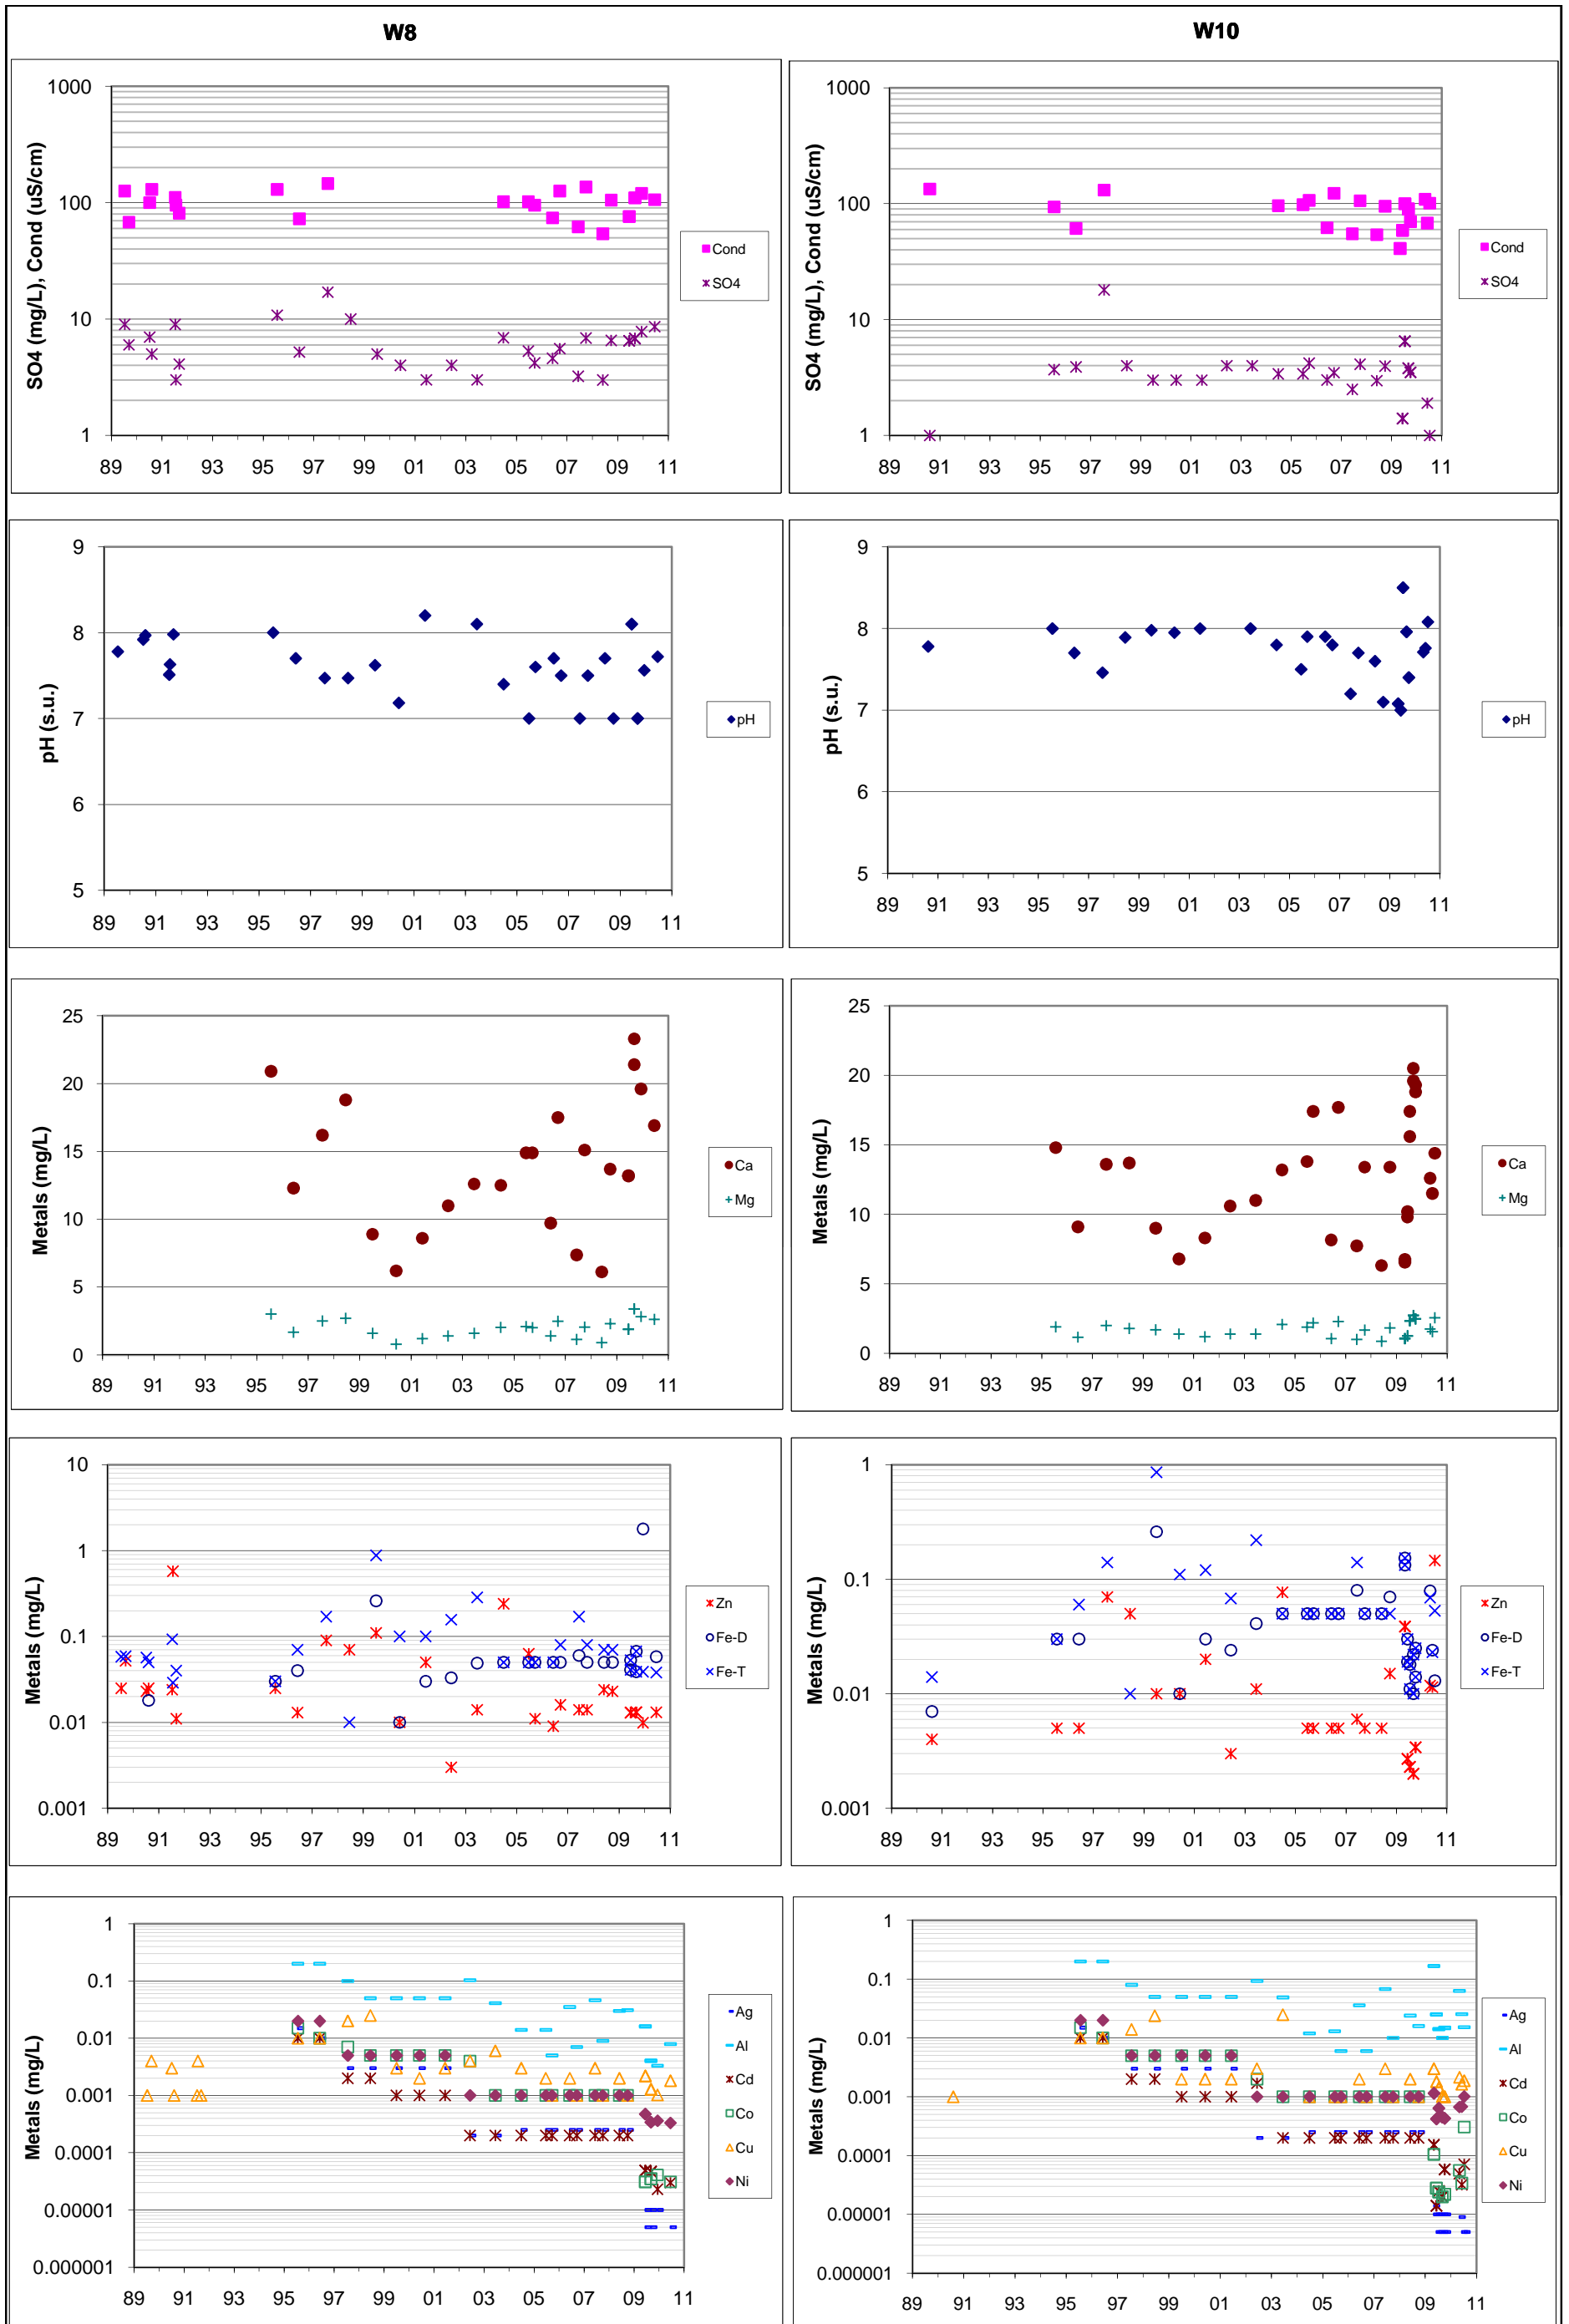 W8
W10
SO4 (mg/L), Cond (uS/cm)
1000
100
10
1
89 91 93 95 97 99 01 03 05 07 09 11
Cond
SO4
SO4 (mg/L), Cond (uS/cm)
1000
100
10
1
89 91 93 95 97 99 01 03 05 07 09 11
Cond
SO4
pH (s.u.)
9
8
7
6
5
89 91 93 95 97 99 01 03 05 07 09 11
pH
pH (s.u.)
9
8
7
6
5
89 91 93 95 97 99 01 03 05 07 09 11
pH
Metals (mg/L)
25
20
15
10
5
0
89 91 93 95 97 99 01 03 05 07 09 11
Ca
Mg
Metals (mg/L)
25
20
15
10
5
0
89 91 93 95 97 99 01 03 05 07 09 11
Ca
Mg
Metals (mg/L)
10
1
0.1
0.01
0.001
89 91 93 95 97 99 01 03 05 07 09 11
Zn
Fe-D
Fe-T
Metals (mg/L)
1
0.1
0.01
0.001
89 91 93 95 97 99 01 03 05 07 09 11
Zn
Fe-D
Fe-T
Metals (mg/L)
1
0.1
0.01
0.001
0.0001
0.00001
0.000001
89 91 93 95 97 99 01 03 05 07 09 11
Ag
Al
Cd
Co
Cu
Ni
Metals (mg/L)
1
0.1
0.01
0.001
0.0001
0.00001
0.000001
89 91 93 95 97 99 01 03 05 07 09 11
Ag
Al
Cd
Co
Cu
Ni